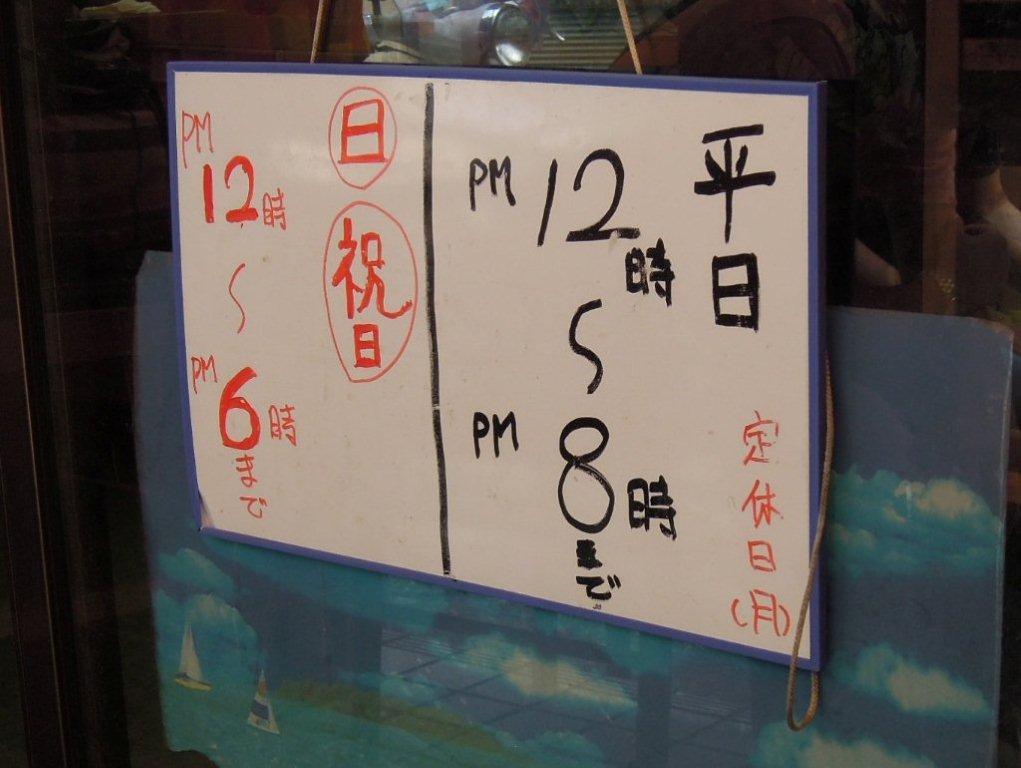 平日
PM 12時
〜
PM 8時
まで
定休日(月)
日 祝日
PM 12時
〜
PM 6時
まで